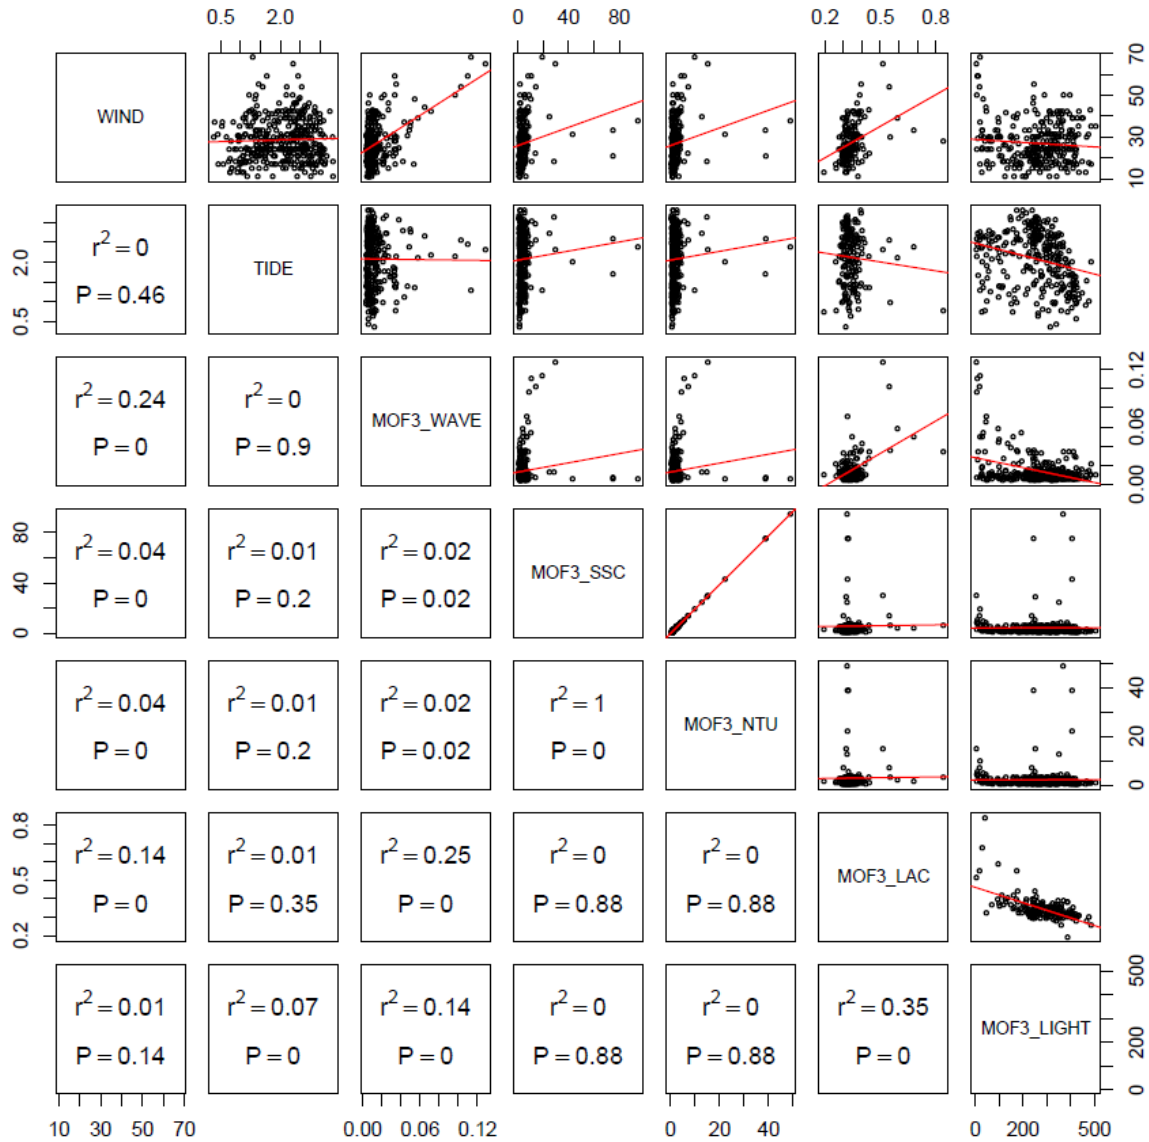 0.5 2.0 0 40 80 0.2 0.5 0.8
WIND 10 30 50 70
2.0 0.5 r² = 0 TIDE
P = 0.46
r² = 0.24 r² = 0 MOF3_WAVE 0.00 0.06 0.12
P = 0 P = 0.9
0 40 80 r² = 0.04 r² = 0.01 r² = 0.02 MOF3_SSC
P = 0 P = 0.2 P = 0.02
r² = 0.04 r² = 0.01 r² = 0.02 r² = 1 MOF3_NTU 0 20 40
P = 0 P = 0.2 P = 0.02 P = 0
0.2 0.5 0.8 r² = 0.14 r² = 0.01 r² = 0.25 r² = 0 r² = 0 MOF3_LAC
P = 0 P = 0.35 P = 0 P = 0.88 P = 0.88
r² = 0.01 r² = 0.07 r² = 0.14 r² = 0 r² = 0 r² = 0.35 MOF3_LIGHT 0 200 500
P = 0.14 P = 0 P = 0 P = 0.88 P = 0.88 P = 0
10 30 50 70 0.00 0.06 0.12 0 20 40 0 200 500